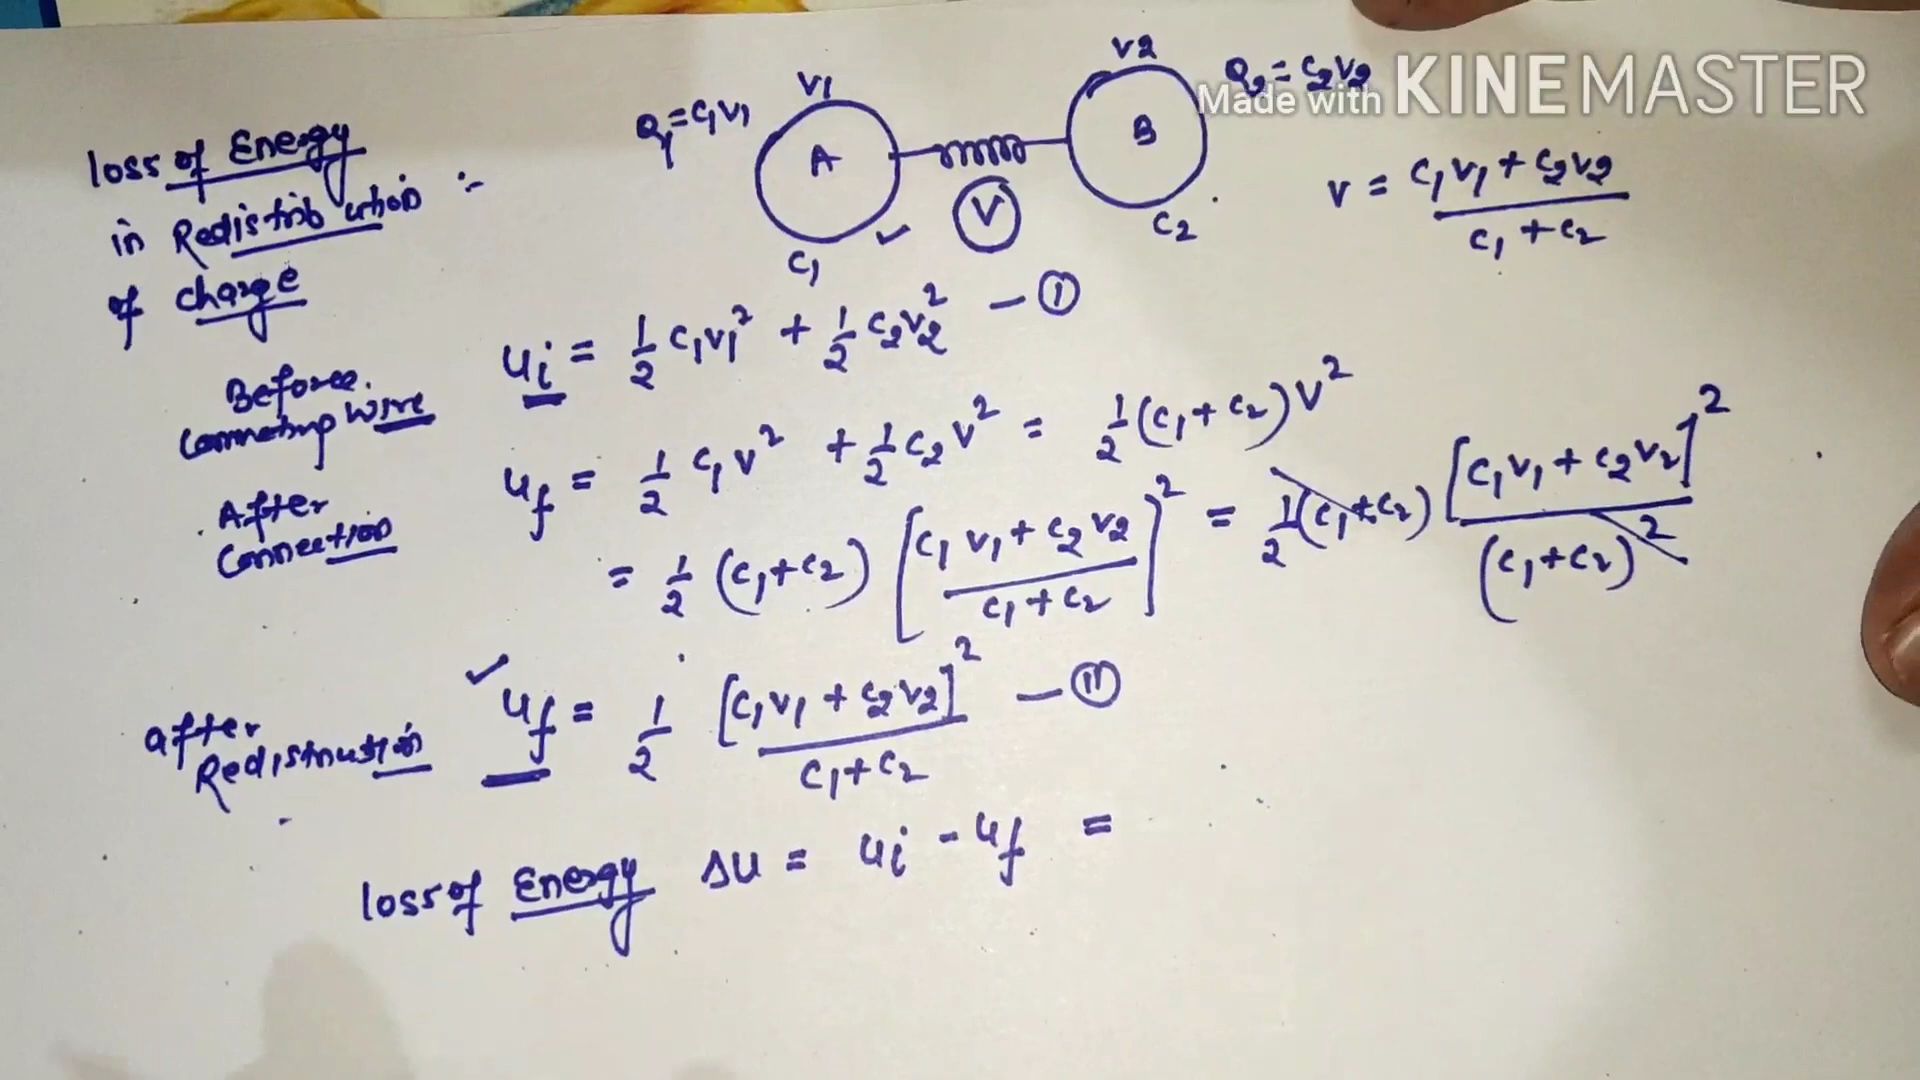 V2
V1
Q1 = C1V1
Q2 = C2V2
Made with KINEMASTER
A
B
loss of Energy
in Redistribution :-
of charge
V
C1
C2
V = C1V1 + C2V2 / C1 + C2
Before
Connecting wire
Ui = 1/2 C1V1² + 1/2 C2V2² — I
After
Connection
Uf = 1/2 C1V² + 1/2 C2V² = 1/2 (C1 + C2) V²
= 1/2 (C1+C2) [C1V1 + C2V2 / C1 + C2]² = 1/2 (C1+C2) [C1V1 + C2V2]² / (C1+C2)²
after
Uf = 1/2 [C1V1 + C2V2]² / C1+C2 — II
loss of Energy ΔU = Ui - Uf =